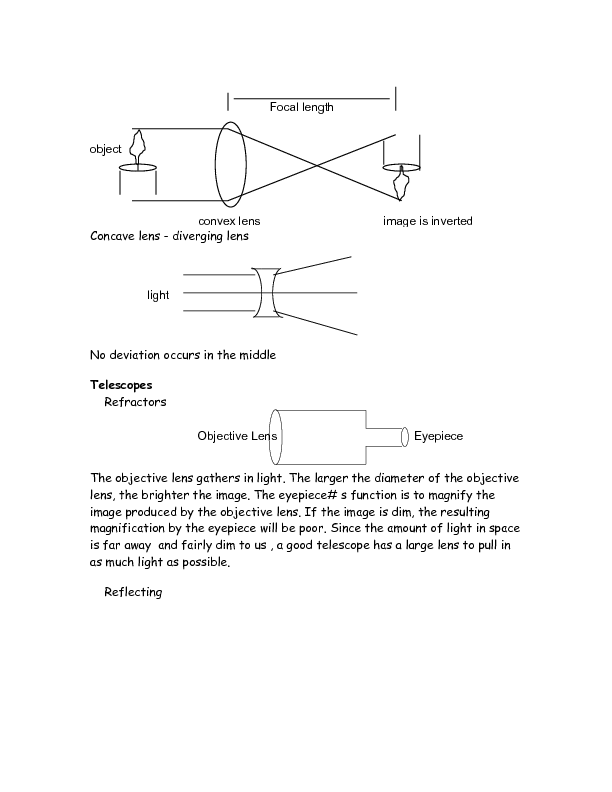 Focal length
object
convex lens image is inverted
Concave lens - diverging lens
light
No deviation occurs in the middle
Telescopes
Refractors
Objective Lens Eyepiece
The objective lens gathers in light. The larger the diameter of the objective
lens, the brighter the image. The eyepiece# s function is to magnify the
image produced by the objective lens. If the image is dim, the resulting
magnification by the eyepiece will be poor. Since the amount of light in space
is far away  and fairly dim to us , a good telescope has a large lens to pull in
as much light as possible.
Reflecting